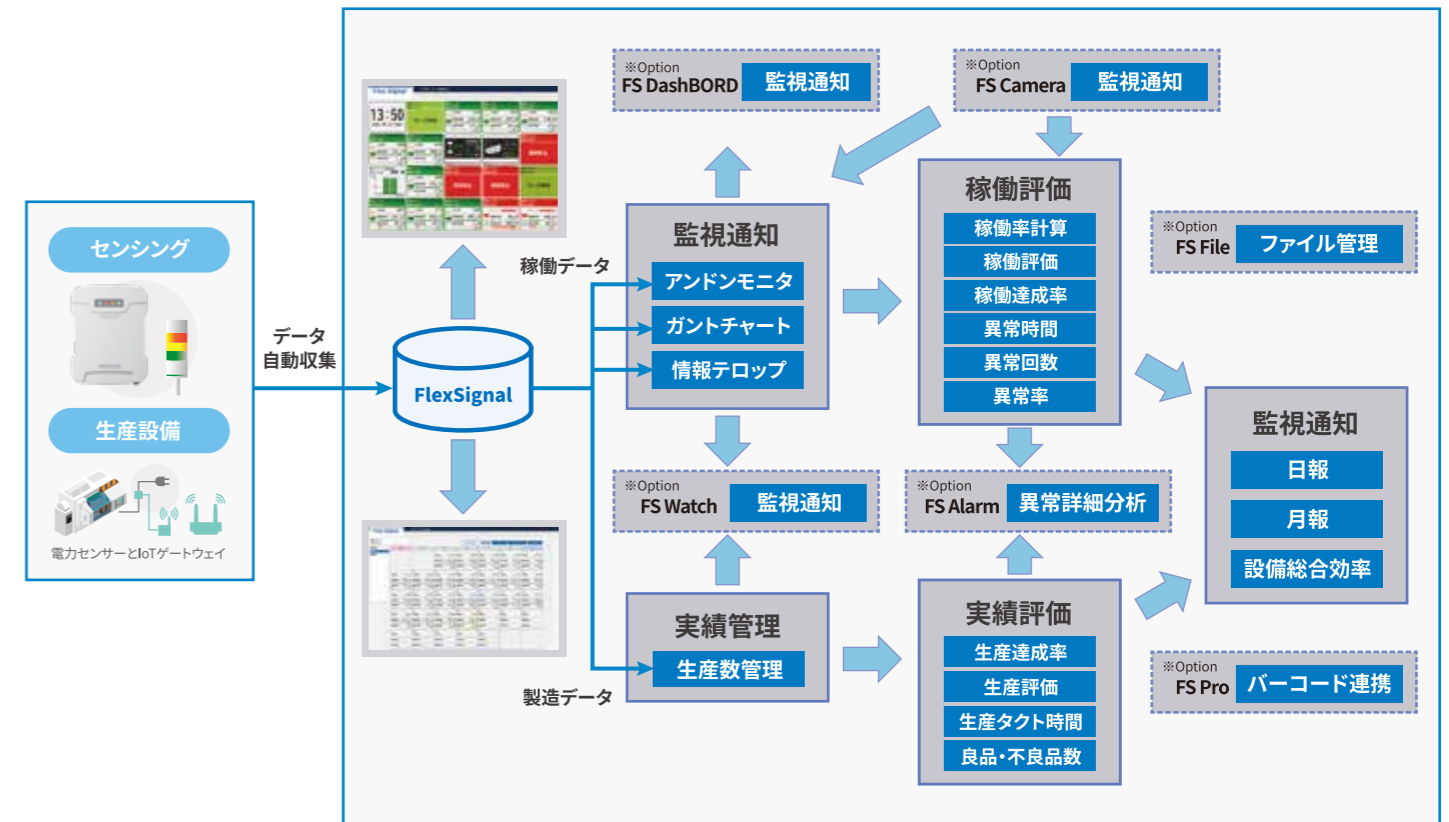 センシング
生産設備
電力センサーとIoTゲートウェイ
データ
自動収集
13:50
FlexSignal
稼働データ
製造データ
※Option
FS DashBORD
監視通知
※Option
FS Camera
監視通知
監視通知
アンドンモニタ
ガントチャート
情報テロップ
稼働評価
稼働率計算
稼働評価
稼働達成率
異常時間
異常回数
異常率
※Option
FS File
ファイル管理
※Option
FS Watch
監視通知
※Option
FS Alarm
異常詳細分析
監視通知
日報
月報
設備総合効率
実績管理
生産数管理
実績評価
生産達成率
生産評価
生産タクト時間
良品・不良品数
※Option
FS Pro
バーコード連携